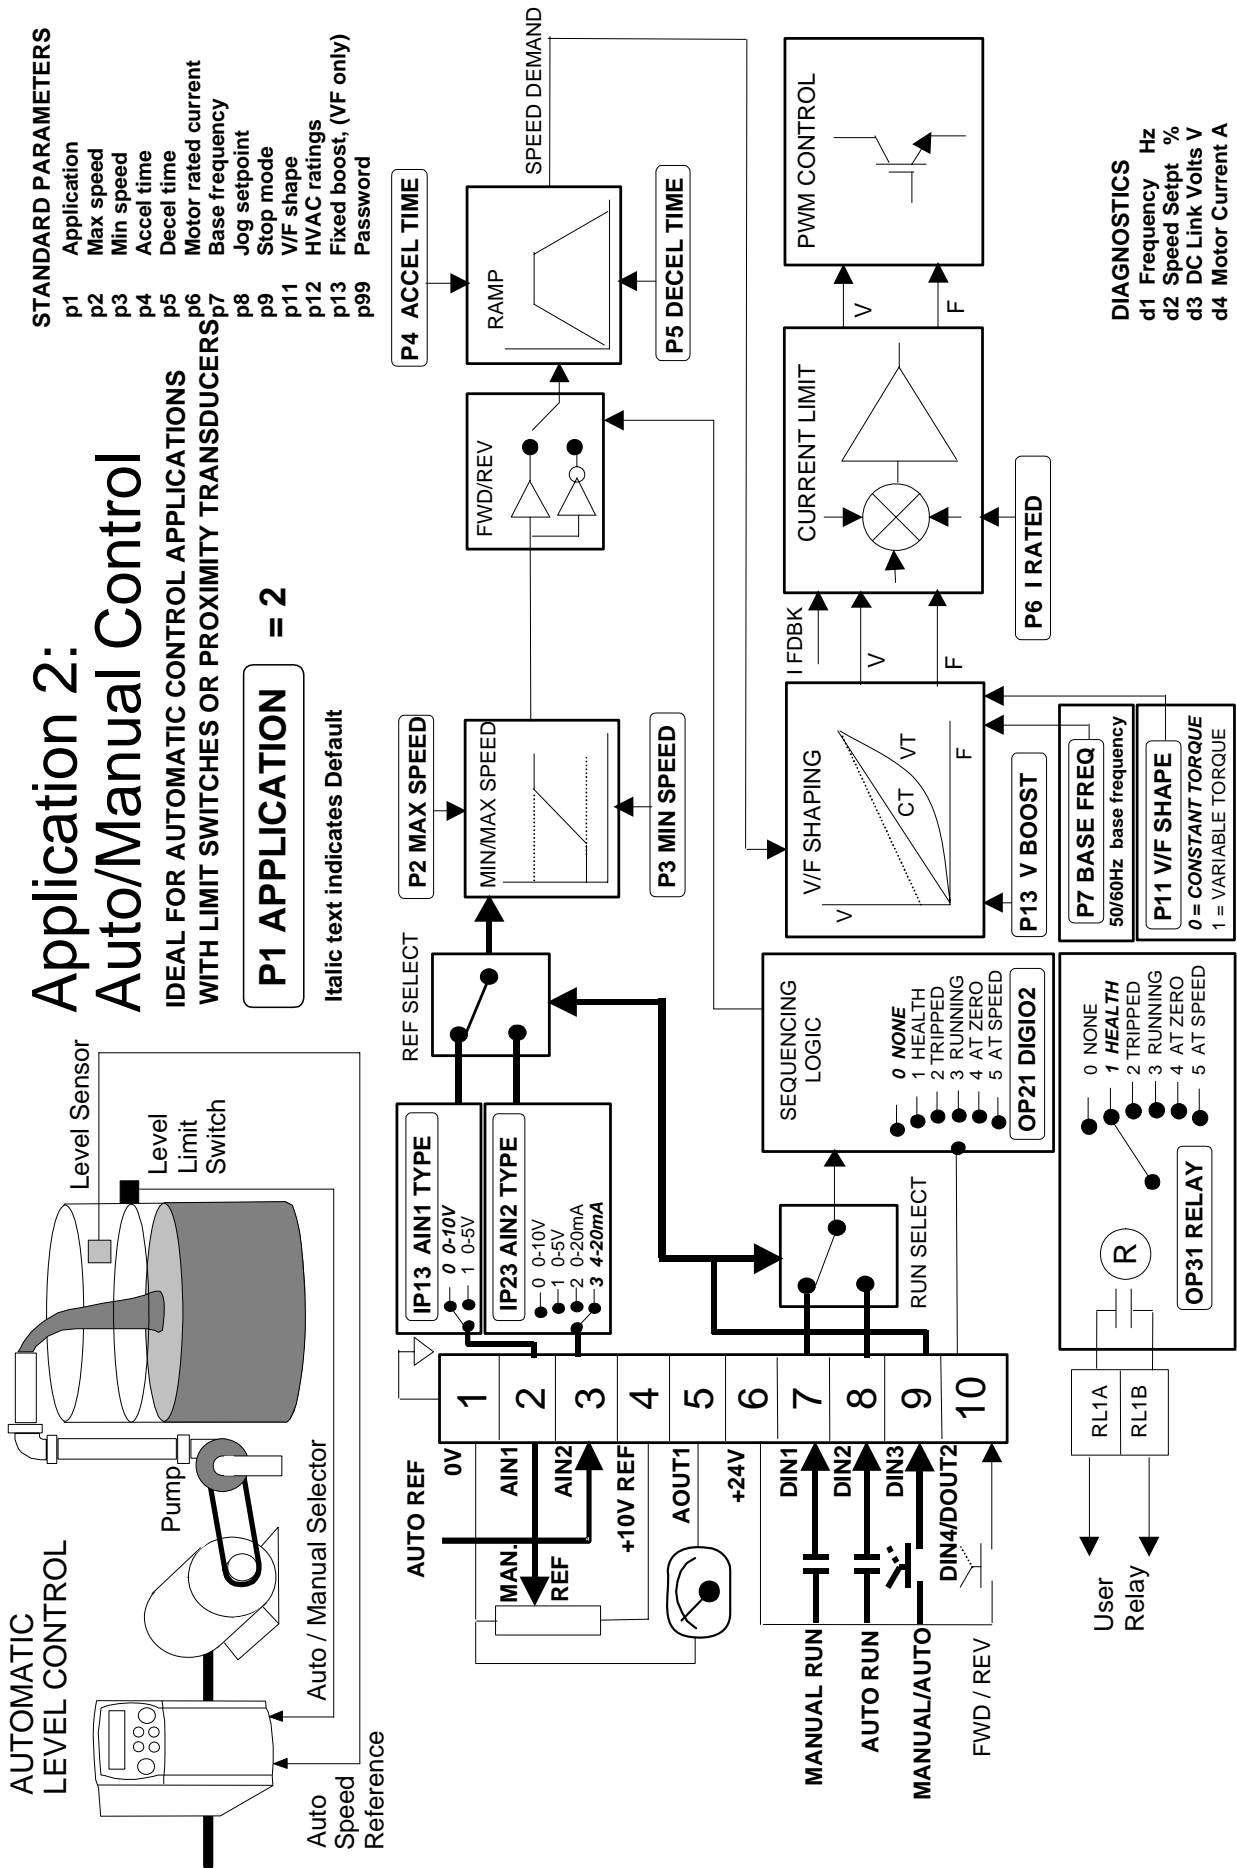 AUTOMATIC
LEVEL CONTROL
Auto
Speed
Reference
Auto / Manual Selector
Pump
Level Sensor
Level
Limit
Switch
Application 2:
Auto/Manual Control
IDEAL FOR AUTOMATIC CONTROL APPLICATIONS
WITH LIMIT SWITCHES OR PROXIMITY TRANSDUCERS
P1 APPLICATION = 2
Italic text indicates Default
STANDARD PARAMETERS
p1 Application
p2 Max speed
p3 Min speed
p4 Accel time
p5 Decel time
p6 Motor rated current
p7 Base frequency
p8 Jog setpoint
p9 Stop mode
p11 V/F shape
p12 HVAC ratings
p13 Fixed boost, (VF only)
p99 Password
AUTO REF
0V
1
MAN.
REF
AIN1
2
AIN2
3
+10V REF
4
AOUT1
5
+24V
6
MANUAL RUN
DIN1
7
AUTO RUN
DIN2
8
MANUAL/AUTO
DIN3
9
FWD / REV
DIN4/DOUT2
10
User
Relay
RL1A
RL1B
IP13 AIN1 TYPE
0 0-10V
1 0-5V
IP23 AIN2 TYPE
0 0-10V
1 0-5V
2 0-20mA
3 4-20mA
REF SELECT
RUN SELECT
SEQUENCING
LOGIC
0 NONE
1 HEALTH
2 TRIPPED
3 RUNNING
4 AT ZERO
5 AT SPEED
OP21 DIGIO2
R
OP31 RELAY
0 NONE
1 HEALTH
2 TRIPPED
3 RUNNING
4 AT ZERO
5 AT SPEED
P2 MAX SPEED
MIN/MAX SPEED
P3 MIN SPEED
FWD/REV
P4 ACCEL TIME
RAMP
P5 DECEL TIME
SPEED DEMAND
V/F SHAPING
V
CT
VT
F
P13 V BOOST
P7 BASE FREQ
50/60Hz base frequency
P11 V/F SHAPE
0 = CONSTANT TORQUE
1 = VARIABLE TORQUE
I FDBK
V
F
CURRENT LIMIT
P6 I RATED
V
F
PWM CONTROL
DIAGNOSTICS
d1 Frequency Hz
d2 Speed Setpt %
d3 DC Link Volts V
d4 Motor Current A